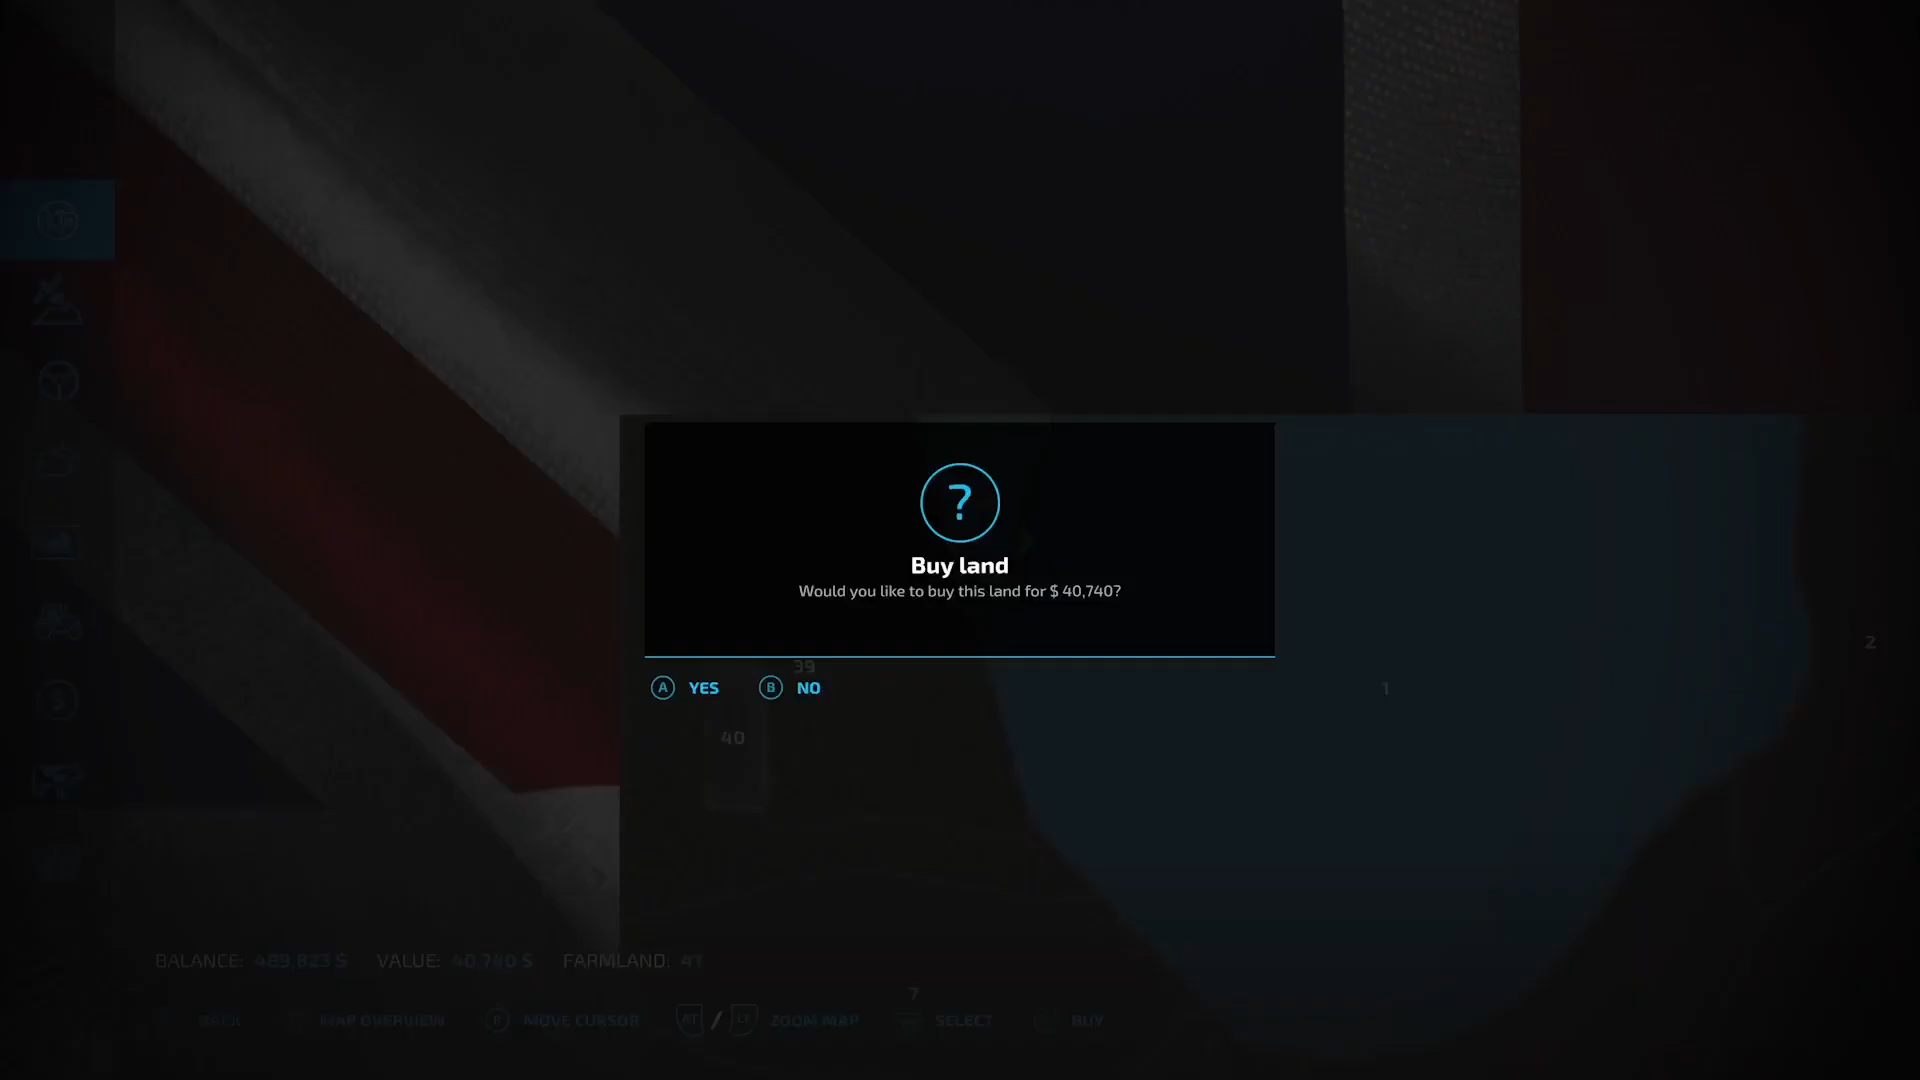 ?
Buy land
Would you like to buy this land for $ 40,740?
39
A YES B NO
2
1
40
BALANCE: 489,823 $ VALUE: 40,740 $ FARMLAND: 41
7
BACK MAP OVERVIEW R MOVE CURSOR RT / LT ZOOM MAP SELECT BUY